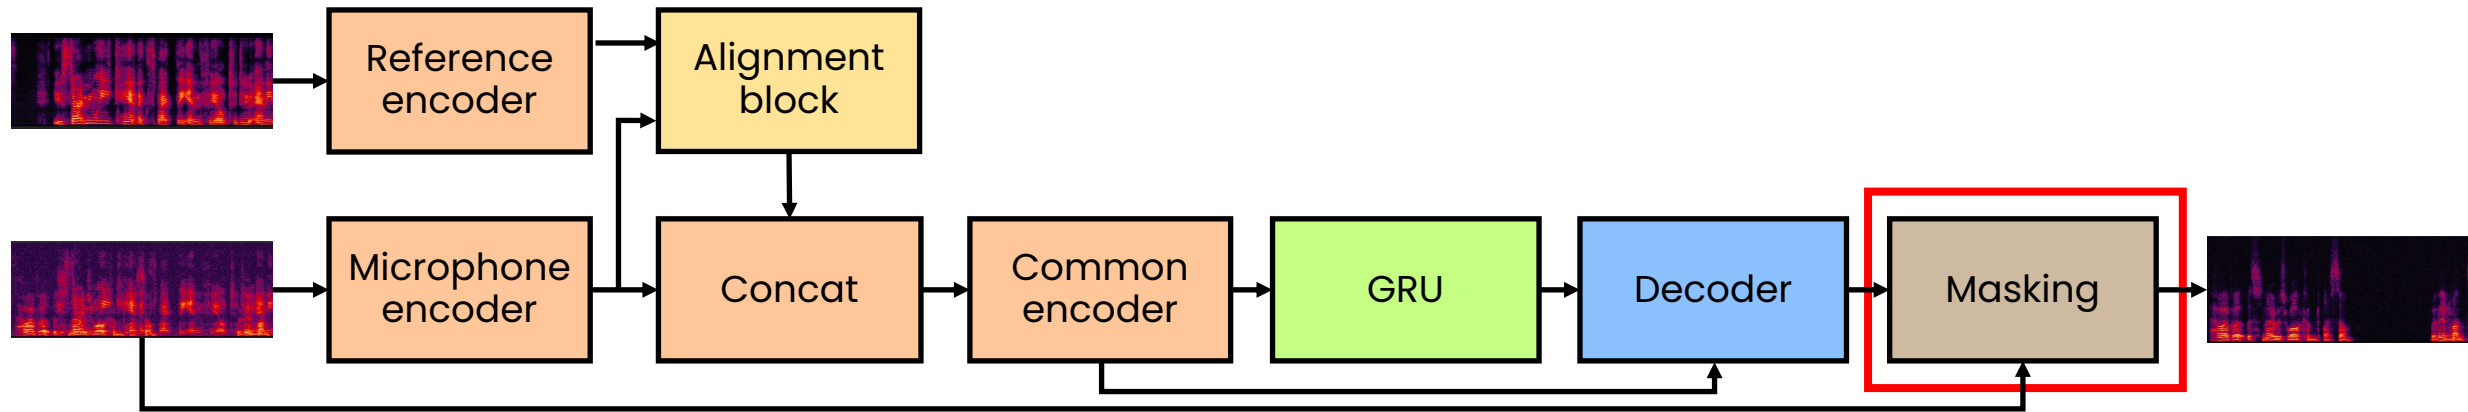 Reference
encoder
Alignment
block
Microphone
encoder
Concat
Common
encoder
GRU
Decoder
Masking